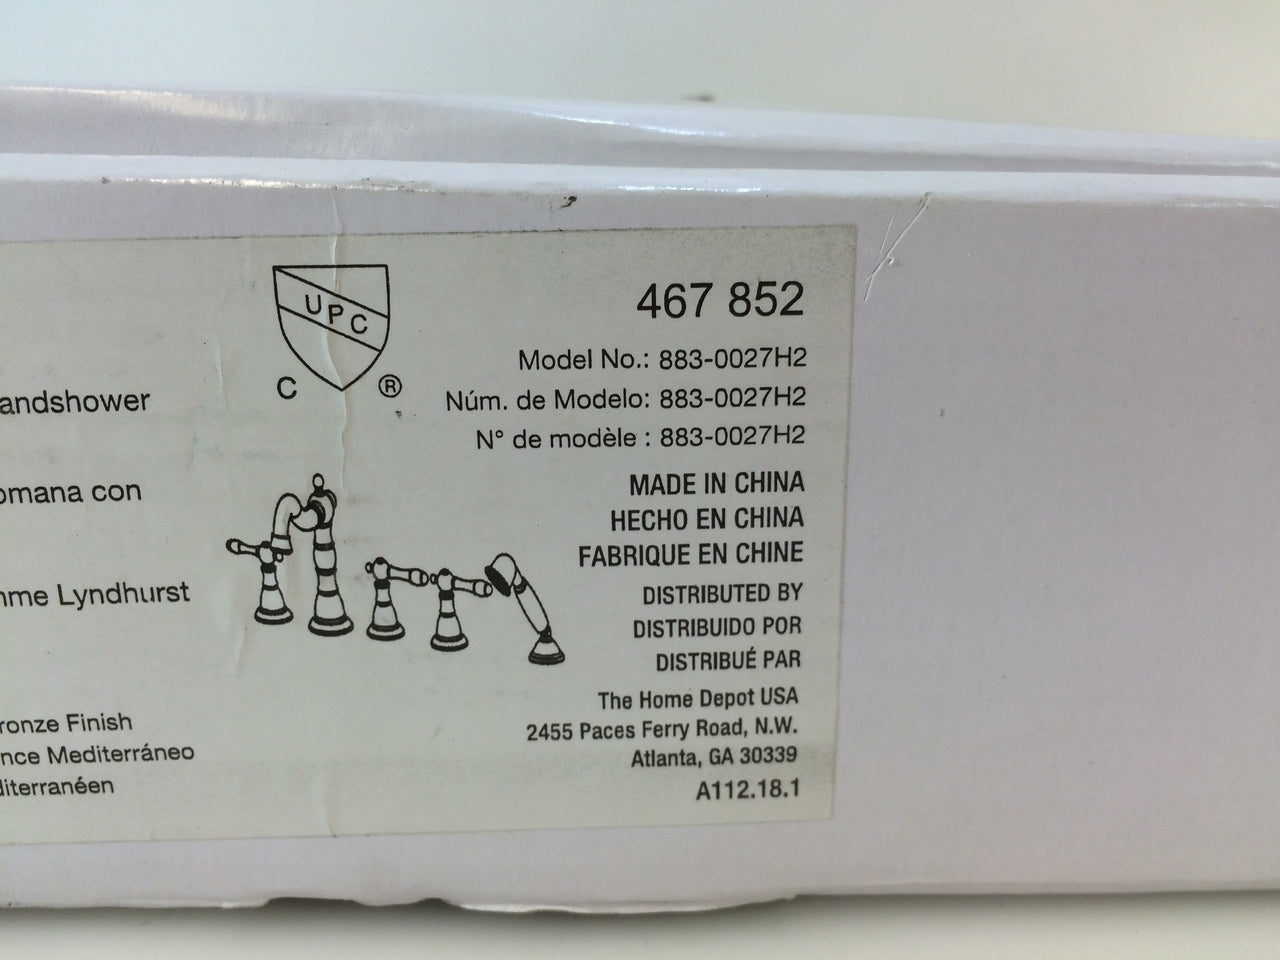 UPC
C ®
andshower
omana con
mme Lyndhurst
ronze Finish
nce Mediterráneo
diterranéen
467 852
Model No.: 883-0027H2
Núm. de Modelo: 883-0027H2
N° de modèle : 883-0027H2
MADE IN CHINA
HECHO EN CHINA
FABRIQUE EN CHINE
DISTRIBUTED BY
DISTRIBUIDO POR
DISTRIBUÉ PAR
The Home Depot USA
2455 Paces Ferry Road, N.W.
Atlanta, GA 30339
A112.18.1